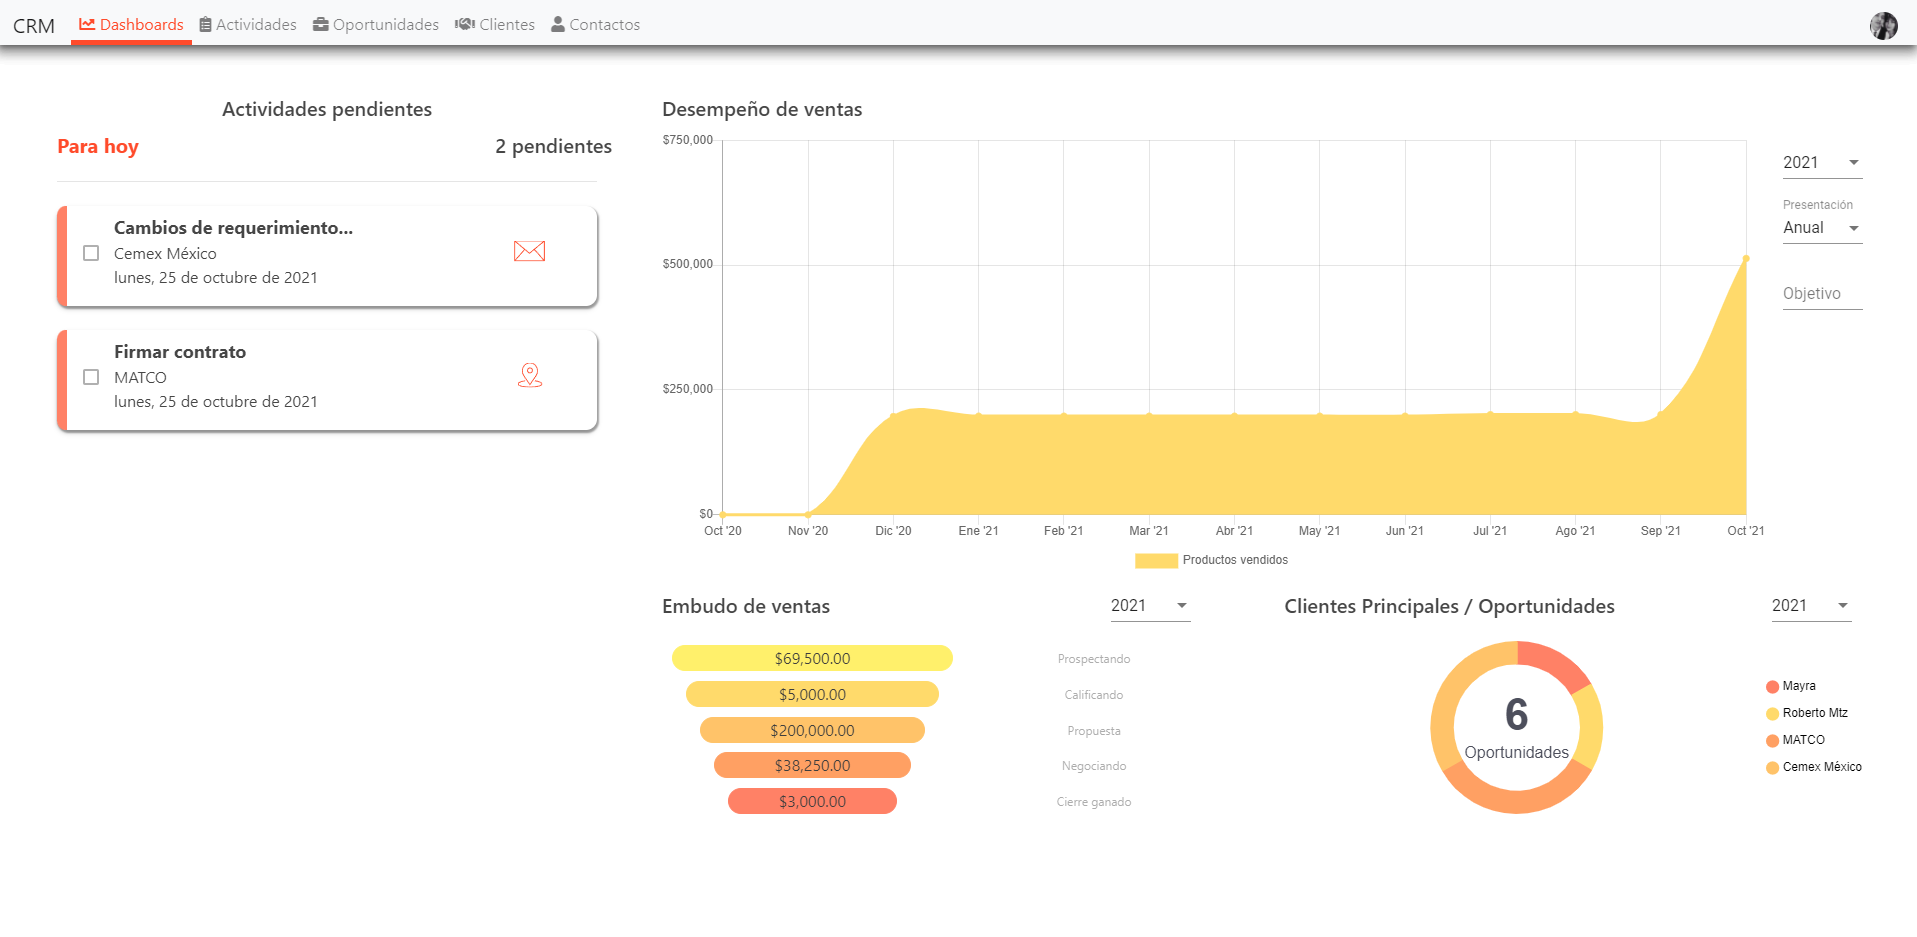 CRM Dashboards Actividades Oportunidades Clientes Contactos
Actividades pendientes
Para hoy 2 pendientes
Cambios de requerimiento...
Cemex México
lunes, 25 de octubre de 2021
Firmar contrato
MATCO
lunes, 25 de octubre de 2021
Desempeño de ventas
$750,000
$500,000
$250,000
$0
Oct '20 Nov '20 Dic '20 Ene '21 Feb '21 Mar '21 Abr '21 May '21 Jun '21 Jul '21 Ago '21 Sep '21 Oct '21
Productos vendidos
2021
Presentación
Anual
Objetivo
Embudo de ventas 2021
$69,500.00 Prospectando
$5,000.00 Calificando
$200,000.00 Propuesta
$38,250.00 Negociando
$3,000.00 Cierre ganado
Clientes Principales / Oportunidades 2021
6
Oportunidades
Mayra
Roberto Mtz
MATCO
Cemex México